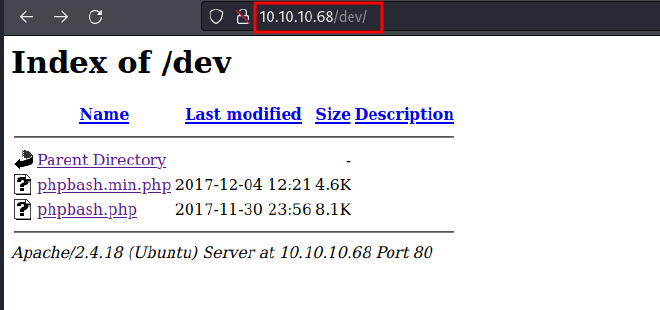 10.10.10.68/dev/
Index of /dev
Name Last modified Size Description
Parent Directory -
phpbash.min.php 2017-12-04 12:21 4.6K
phpbash.php 2017-11-30 23:56 8.1K
Apache/2.4.18 (Ubuntu) Server at 10.10.10.68 Port 80